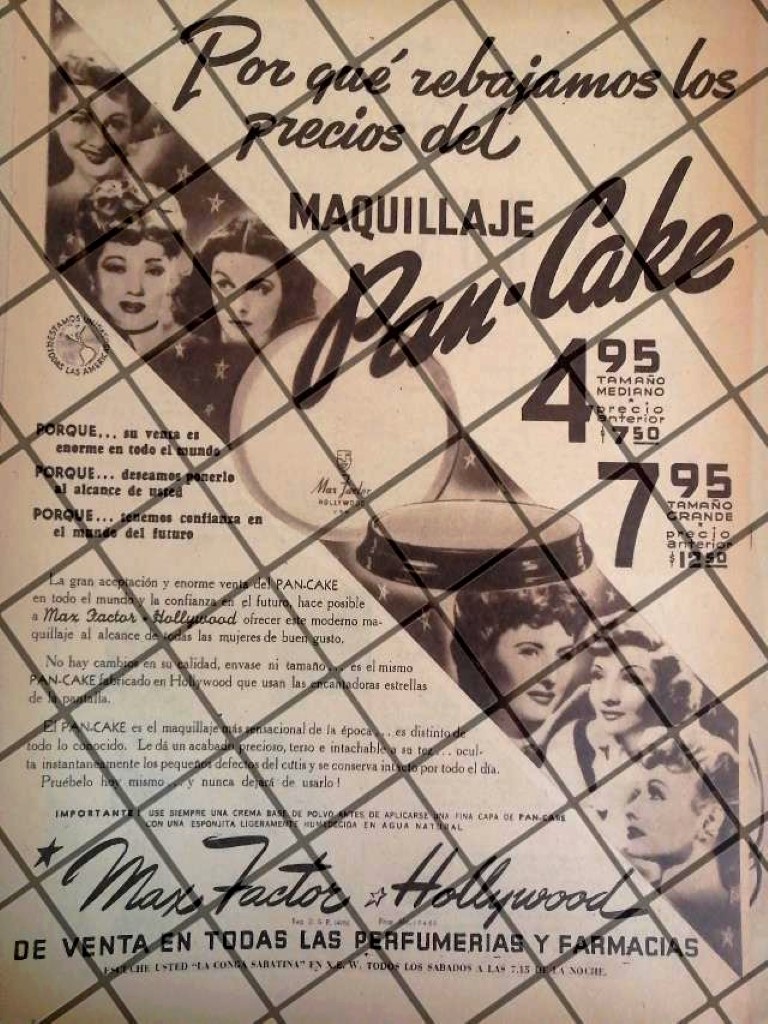 Por qué rebajamos los
precios del
MAQUILLAJE
Pan-Cake
4 95
TAMAÑO
MEDIANO
precio
anterior
$ 7 50
7 95
TAMAÑO
GRANDE
precio
anterior
$ 12 50
ESTAMOS UNIDOS
TODAS LAS AMERICAS
PORQUE... su venta es
enorme en todo el mundo
PORQUE... deseamos ponerlo
al alcance de usted
PORQUE... tenemos confianza en
el mundo del futuro
Max Factor
HOLLYWOOD
La gran aceptación y enorme venta del PAN-CAKE
en todo el mundo y la confianza en el futuro, hace posible
a Max Factor Hollywood ofrecer este moderno ma-
quillaje al alcance de todas las mujeres de buen gusto.
No hay cambios en su calidad, envase ni tamaño... es el mismo
PAN-CAKE fabricado en Hollywood que usan las encantadoras estrellas
de la pantalla.
El PAN-CAKE es el maquillaje más sensacional de la época... es distinto de
todo lo conocido. Le dá un acabado precioso, terso e intachable a su tez... ocul-
ta instantaneamente los pequeños defectos del cutis y se conserva intacto por todo el día.
Pruébelo hoy mismo... y nunca dejará de usarlo!
IMPORTANTE! USE SIEMPRE UNA CREMA BASE DE POLVO ANTES DE APLICARSE UNA FINA CAPA DE PAN-CAKE
CON UNA ESPONJITA LIGERAMENTE HUMEDECIDA EN AGUA NATURAL
Max Factor Hollywood
DE VENTA EN TODAS LAS PERFUMERIAS Y FARMACIAS
ESCUCHE USTED "LA CONGA SABATINA" EN X.E.W. TODOS LOS SABADOS A LAS 7.15 DE LA NOCHE.